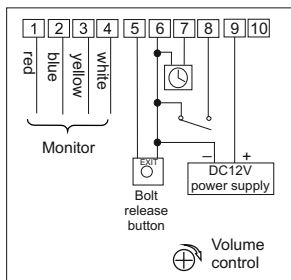 1 2 3 4 5 6 7 8 9 10
red
blue
yellow
white
Monitor
EXIT
Bolt
release
button
– +
DC12V
power supply
Volume
control